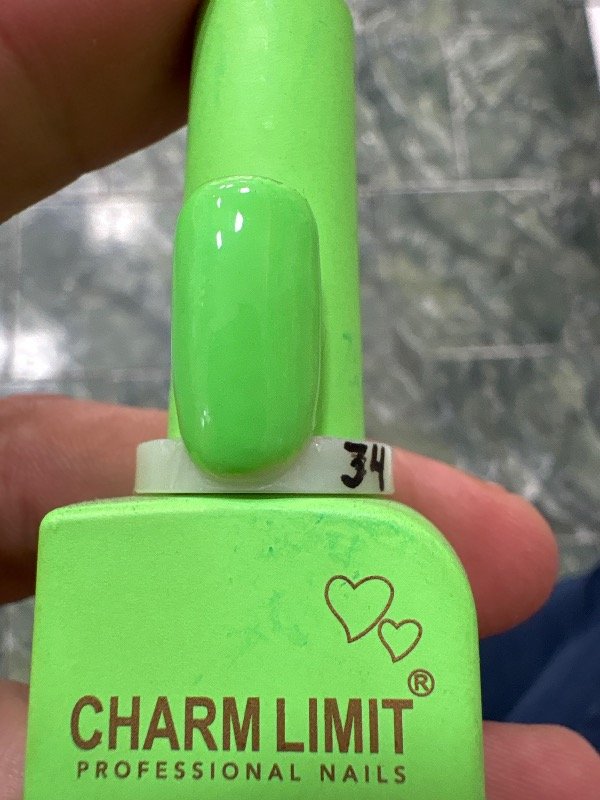 34
®
CHARM LIMIT
PROFESSIONAL NAILS